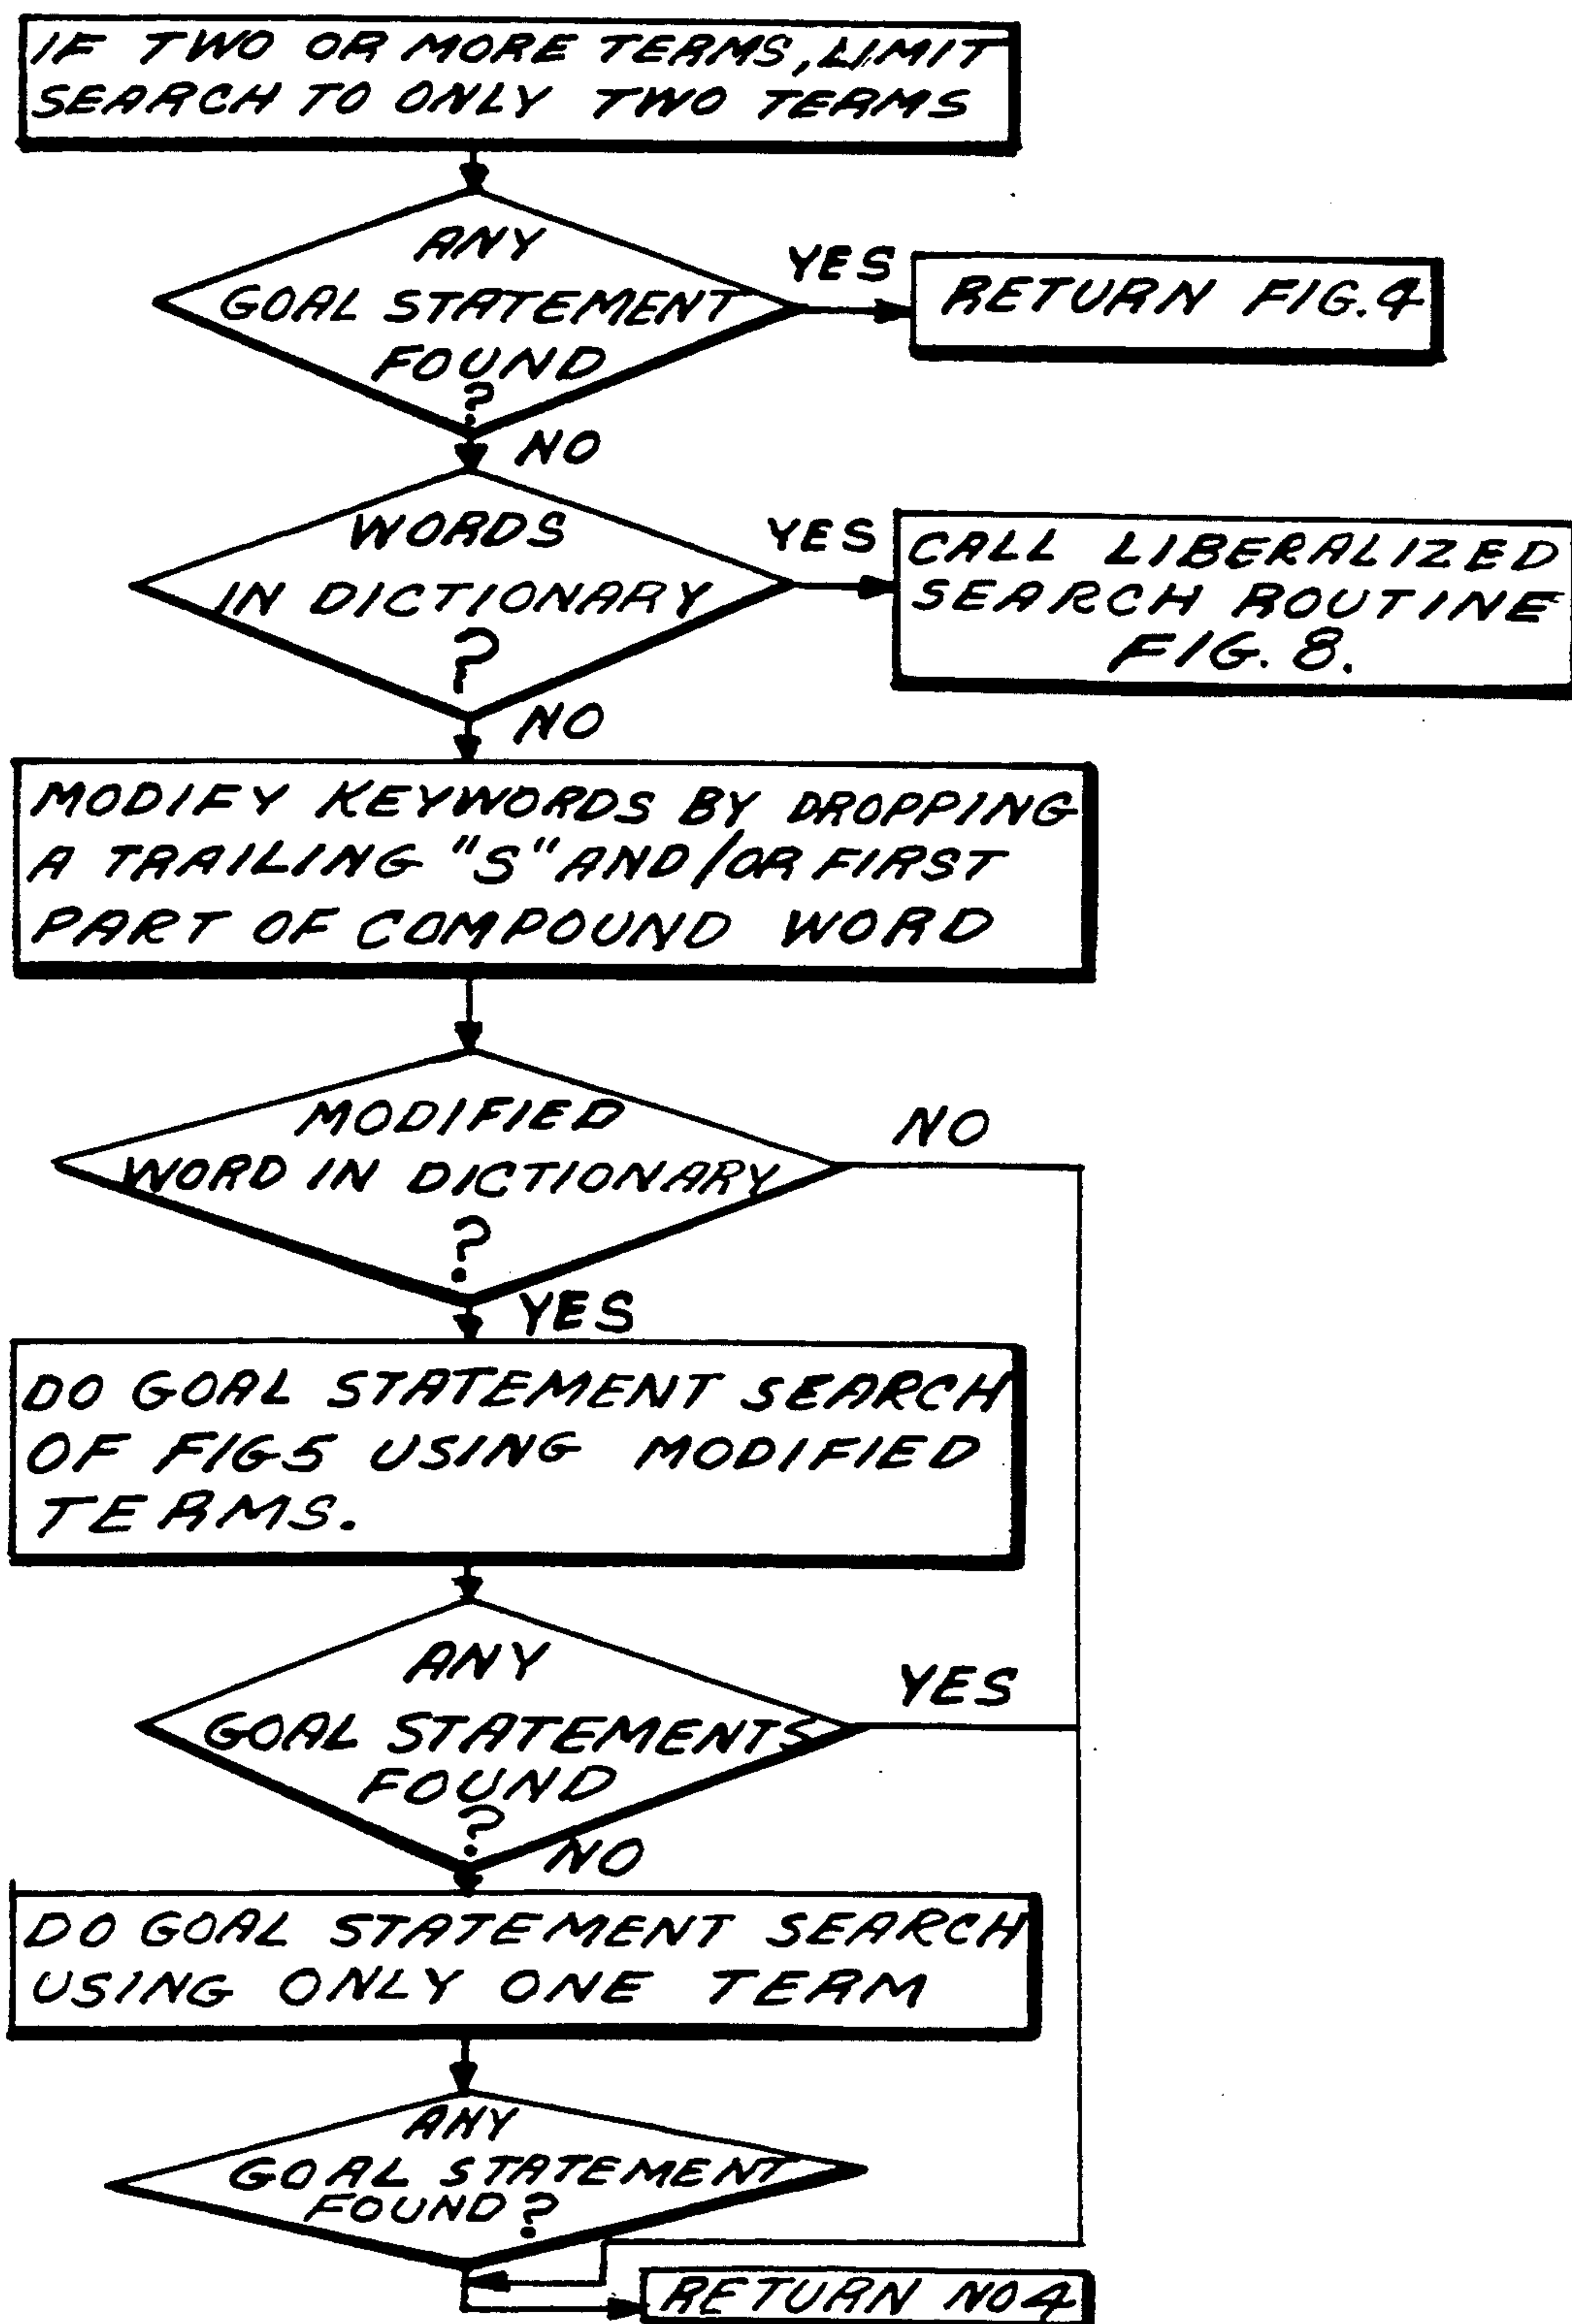 IF TWO OR MORE TERMS, LIMIT
SEARCH TO ONLY TWO TERMS
ANY
GOAL STATEMENT
FOUND
?
YES
RETURN FIG.4
NO
WORDS
IN DICTIONARY
?
YES
CALL LIBERALIZED
SEARCH ROUTINE
FIG. 8.
NO
MODIFY KEYWORDS BY DROPPING
A TRAILING "S" AND/OR FIRST
PART OF COMPOUND WORD
MODIFIED
WORD IN DICTIONARY
?
NO
YES
DO GOAL STATEMENT SEARCH
OF FIG5 USING MODIFIED
TERMS.
ANY
GOAL STATEMENTS
FOUND
?
YES
NO
DO GOAL STATEMENT SEARCH
USING ONLY ONE TERM
ANY
GOAL STATEMENT
FOUND?
RETURN NO4